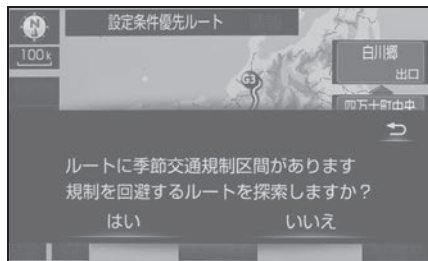 設定条件優先ルート
100k
G3
白川郷
出口
四万十町中央
ルートに季節交通規制区間があります
規制を回避するルートを探索しますか？
はい
いいえ